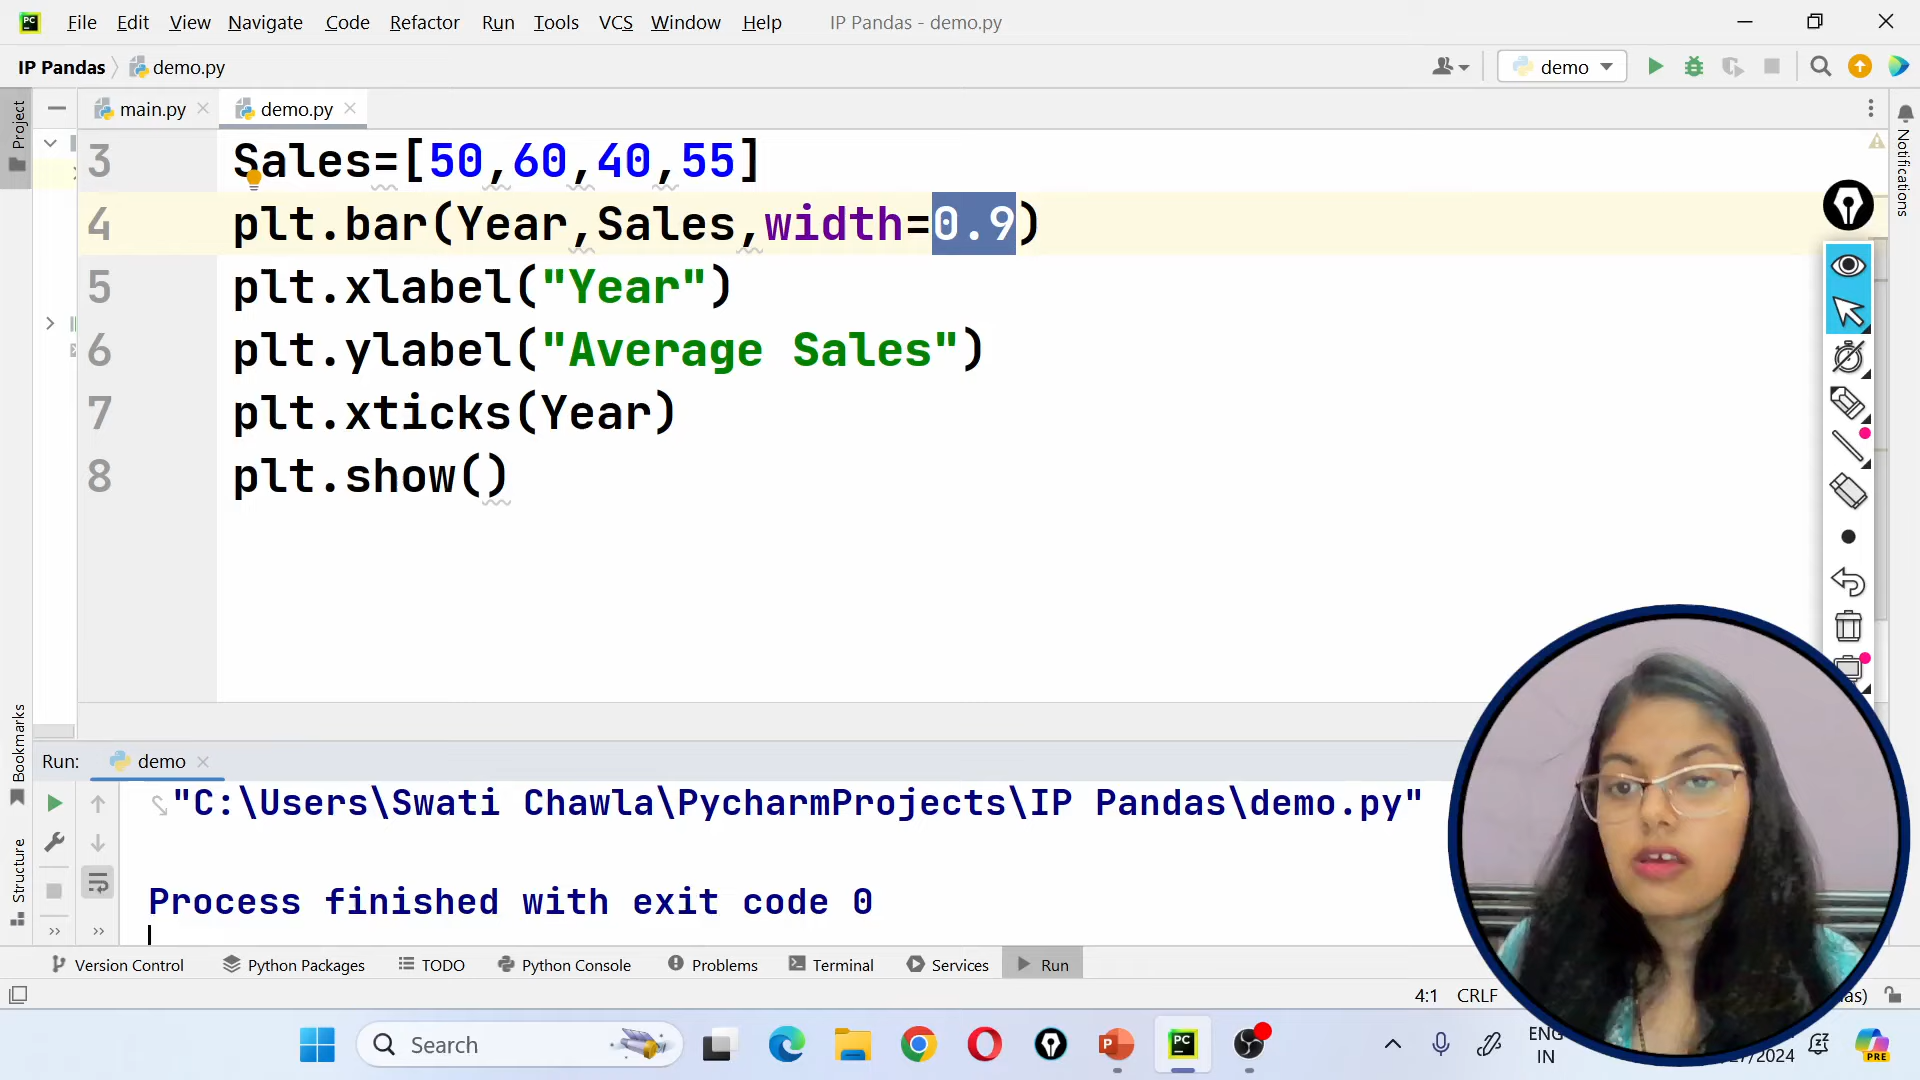 File Edit View Navigate Code Refactor Run Tools VCS Window Help IP Pandas - demo.py
IP Pandas demo.py demo
Project
main.py demo.py
Notifications
3 Sales=[50,60,40,55]
4 plt.bar(Year,Sales,width=0.9)
5 plt.xlabel("Year")
6 plt.ylabel("Average Sales")
7 plt.xticks(Year)
8 plt.show()
Bookmarks
Structure
Run: demo
"C:\Users\Swati Chawla\PycharmProjects\IP Pandas\demo.py"
Process finished with exit code 0
Version Control Python Packages TODO Python Console Problems Terminal Services Run
4:1 CRLF
Search
ENG
IN
/2024
PRE